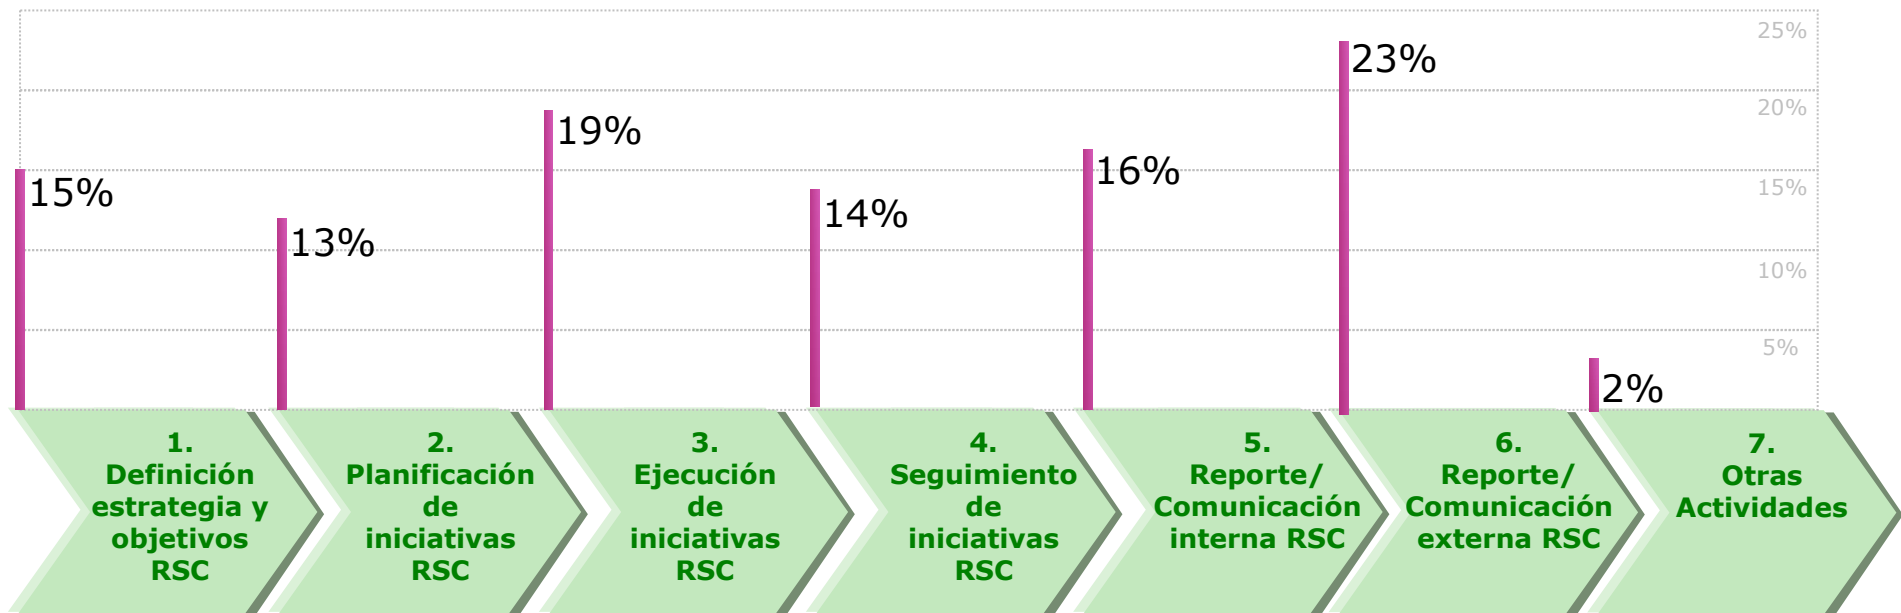 25%
23%
20%
19%
16%
15%
15%
14%
13%
10%
5%
2%
1.
Definición
estrategia y
objetivos
RSC
2.
Planificación
de
iniciativas
RSC
3.
Ejecución
de
iniciativas
RSC
4.
Seguimiento
de
iniciativas
RSC
5.
Reporte/
Comunicación
interna RSC
6.
Reporte/
Comunicación
externa RSC
7.
Otras
Actividades